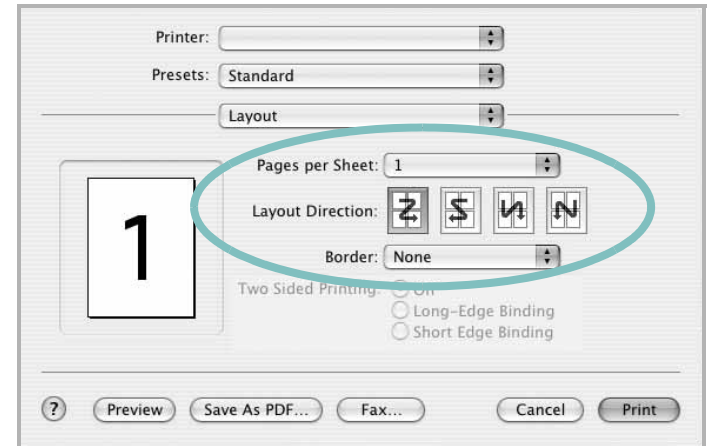 Printer:
Presets: Standard
Layout
Pages per Sheet: 1
1
Layout Direction:
Border: None
Two Sided Printing:
Long-Edge Binding
Short Edge Binding
? Preview Save As PDF... Fax... Cancel Print